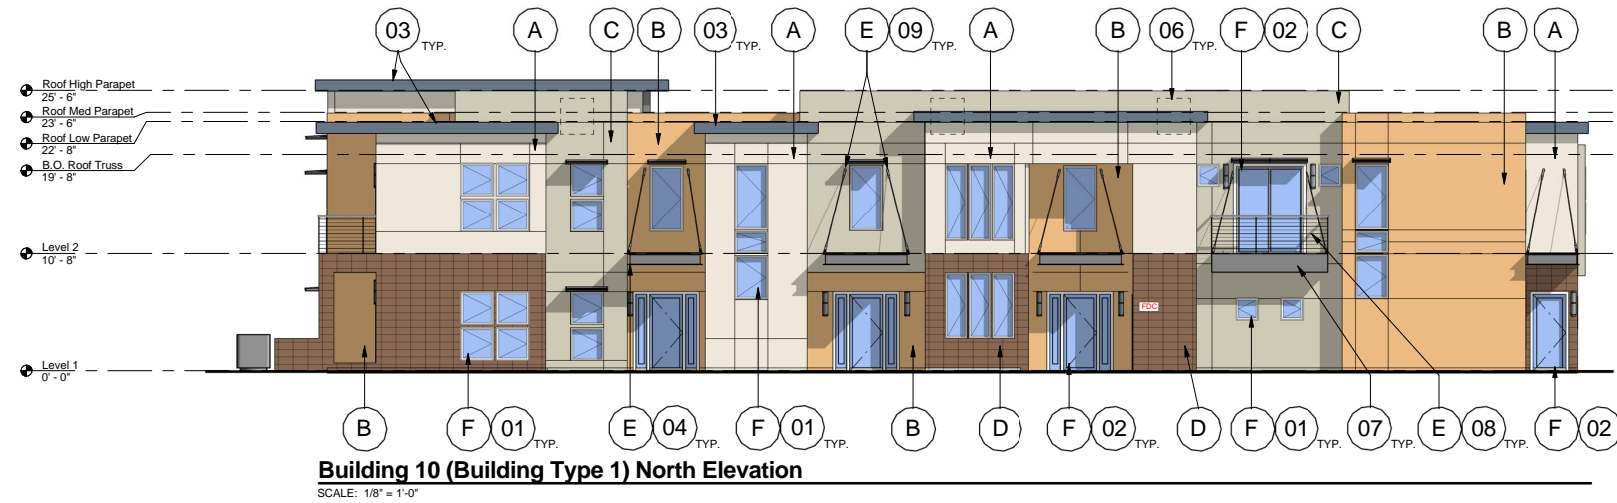 03 TYP. A C B 03 TYP. A E 09 TYP. A B 06 TYP. F 02 C B A
Roof High Parapet
25' - 6"
Roof Med Parapet
23' - 6"
Roof Low Parapet
22' - 8"
B.O. Roof Truss
19' - 8"
Level 2
10' - 8"
FDC
Level 1
0' - 0"
B F 01 TYP. E 04 TYP. F 01 TYP. B D F 02 TYP. D F 01 TYP. 07 TYP. E 08 TYP. F 02
Building 10 (Building Type 1) North Elevation
SCALE: 1/8" = 1'-0"